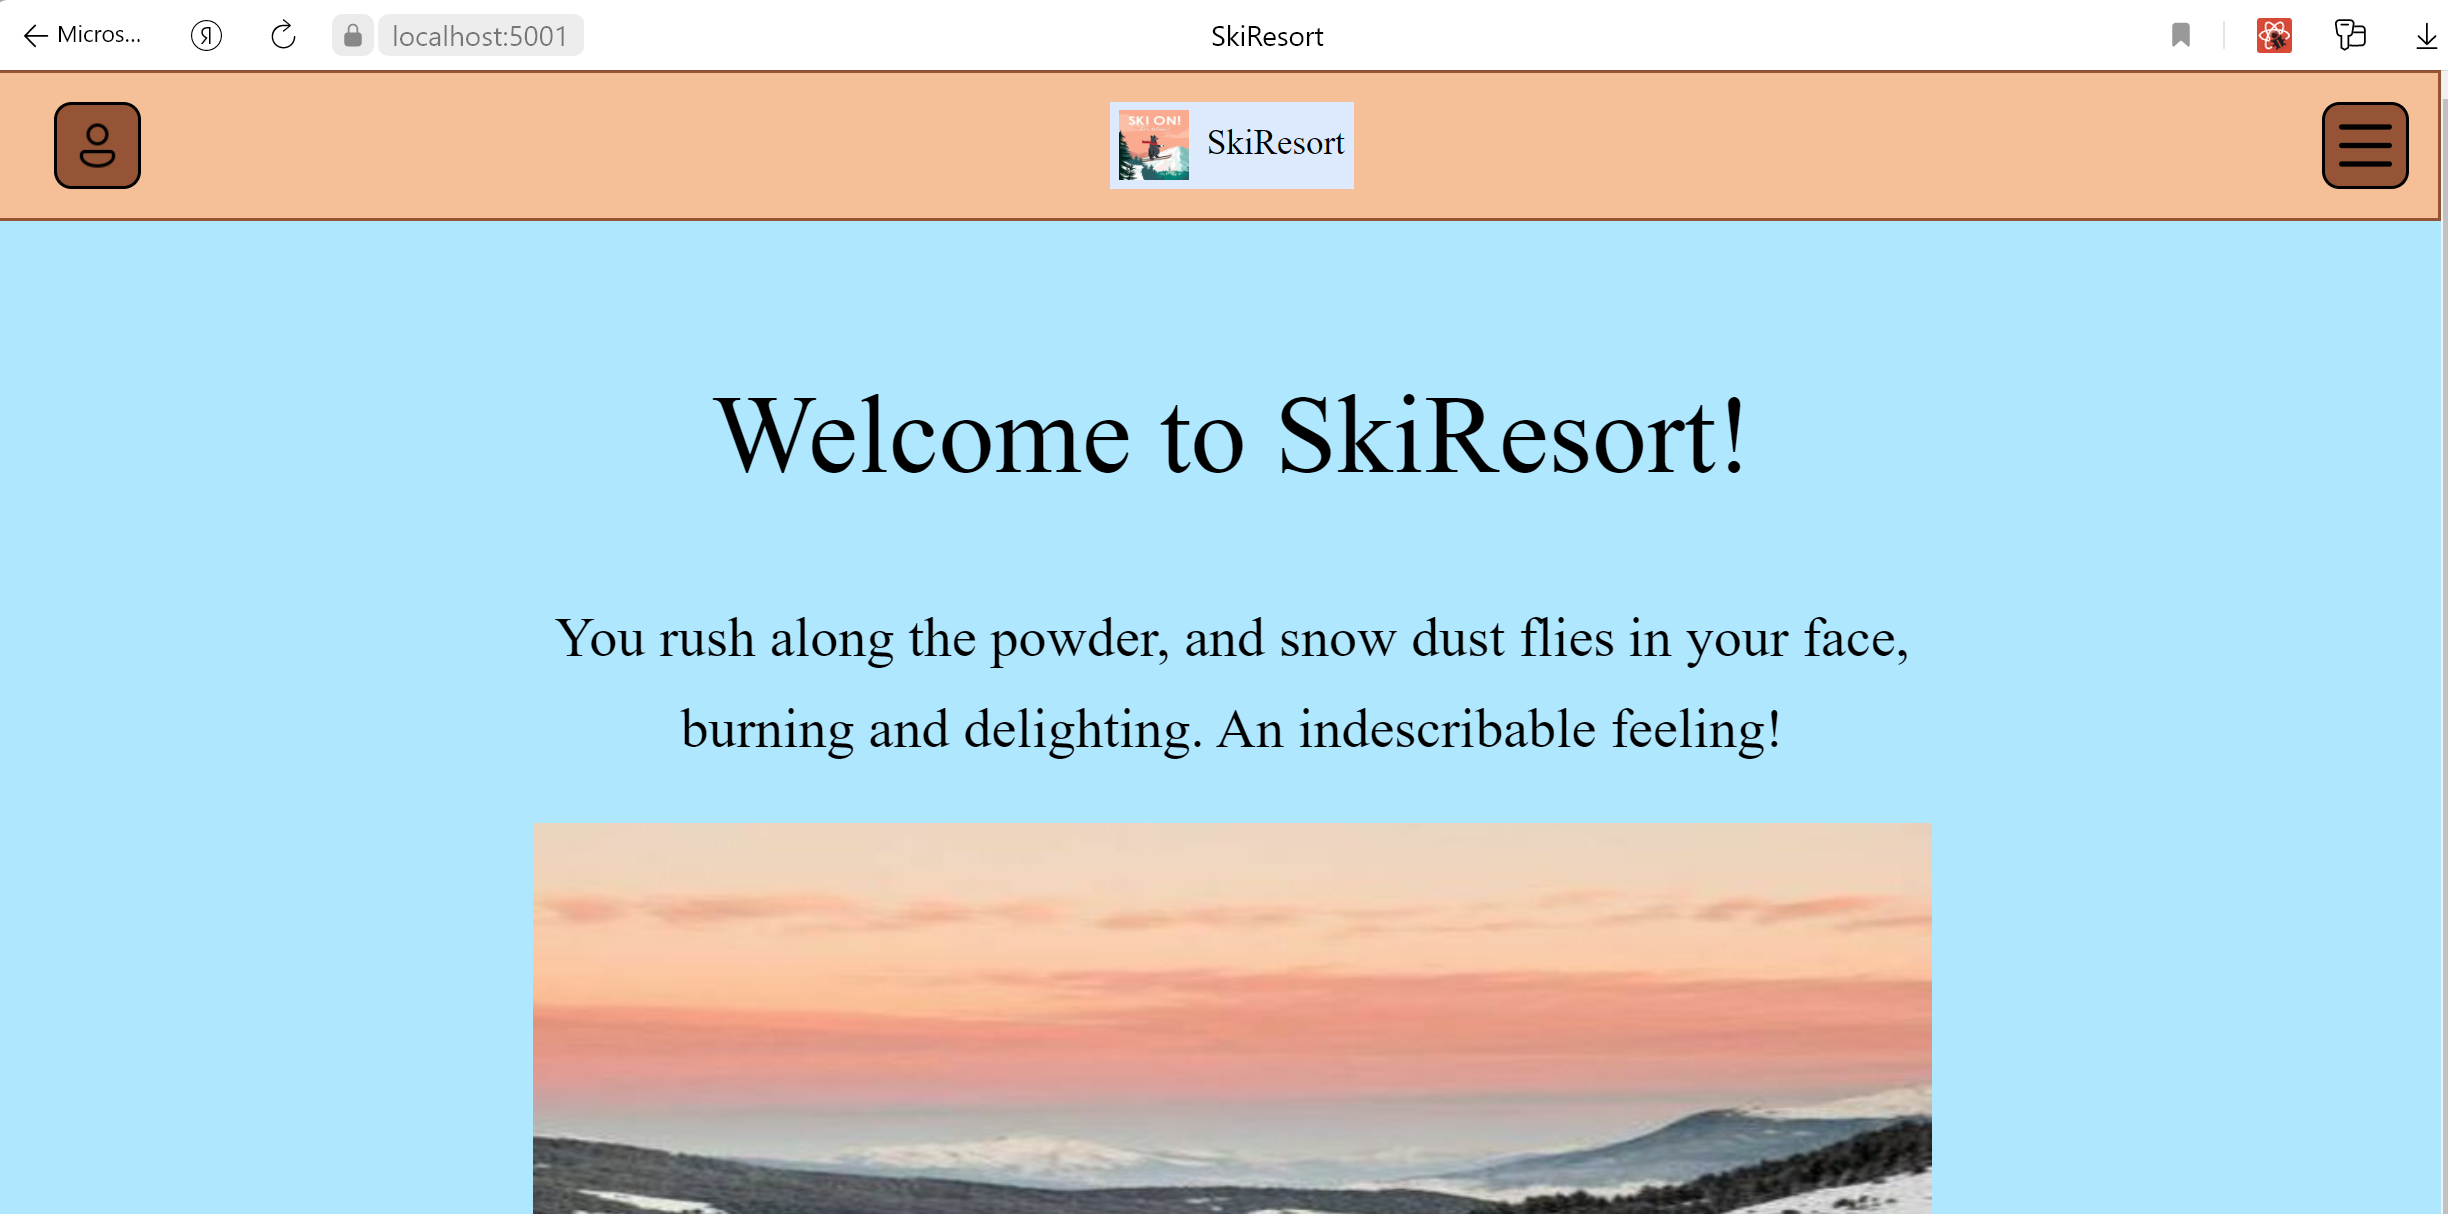 Micros...
Я
localhost:5001
SkiResort
SKI ON!
SkiResort
Welcome to SkiResort!
You rush along the powder, and snow dust flies in your face,
burning and delighting. An indescribable feeling!